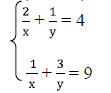 { 2/x + 1/y = 4
1/x + 3/y = 9